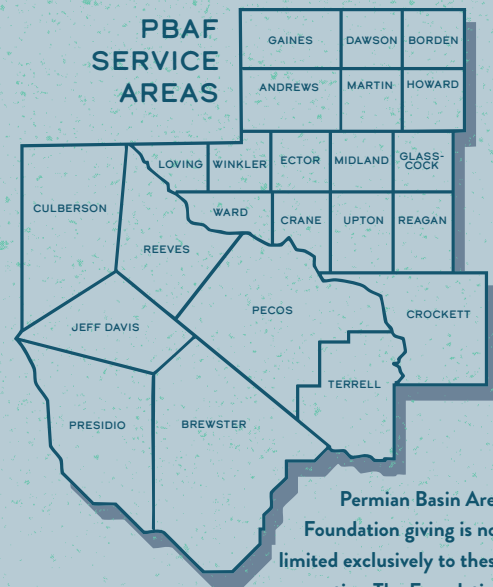 PBAF
SERVICE
AREAS
GAINES
DAWSON
BORDEN
ANDREWS
MARTIN
HOWARD
LOVING
WINKLER
ECTOR
MIDLAND
GLASS-
COCK
CULBERSON
WARD
CRANE
UPTON
REAGAN
REEVES
PECOS
CROCKETT
JEFF DAVIS
TERRELL
PRESIDIO
BREWSTER
Permian Basin Are
Foundation giving is no
limited exclusively to thes